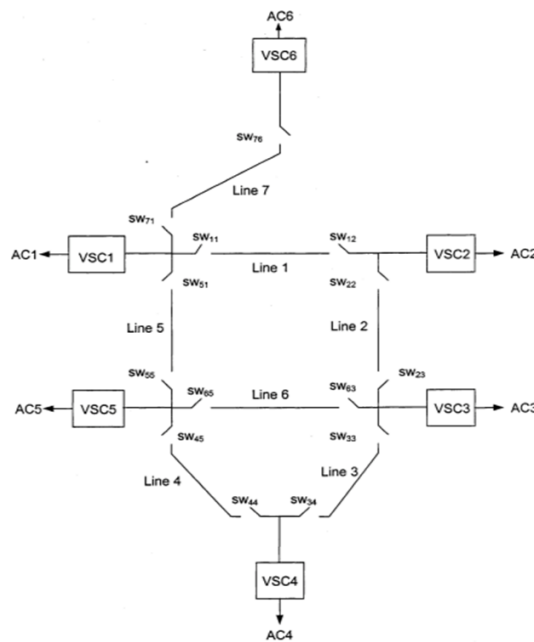 AC6
VSC6
SW76
Line 7
SW71
SW11
SW12
AC1
VSC1
VSC2
AC2
Line 1
SW51
SW22
Line 5
Line 2
SW55
SW65
Line 6
SW63
SW23
AC5
VSC5
VSC3
AC3
SW45
SW33
Line 4
Line 3
SW44
SW34
VSC4
AC4